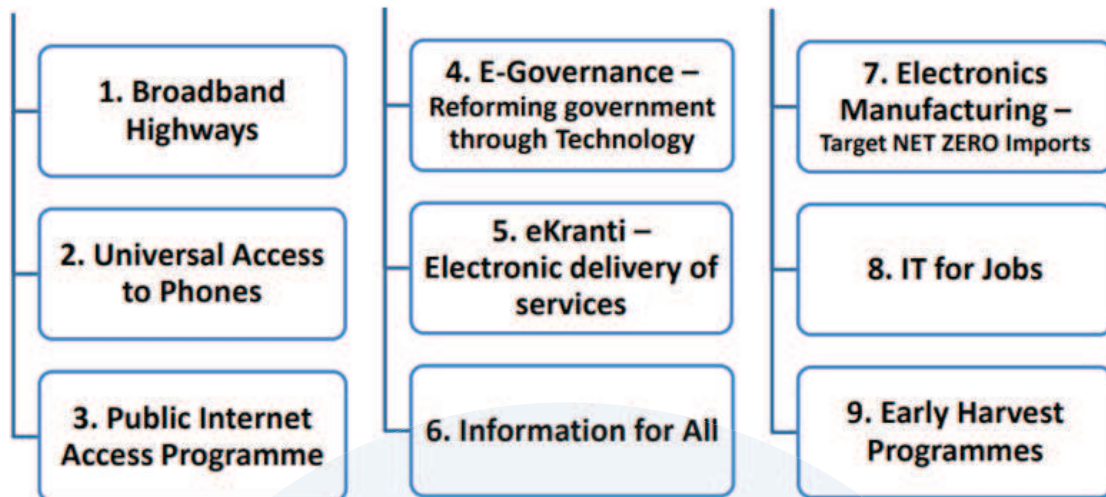 1. Broadband
Highways
2. Universal Access
to Phones
3. Public Internet
Access Programme
4. E-Governance –
Reforming government
through Technology
5. eKranti –
Electronic delivery of
services
6. Information for All
7. Electronics
Manufacturing –
Target NET ZERO Imports
8. IT for Jobs
9. Early Harvest
Programmes